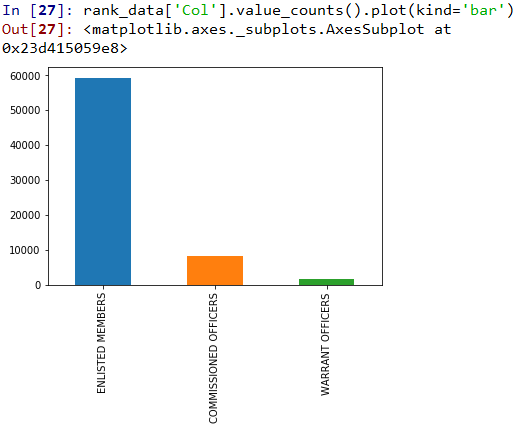 In [27]: rank_data['Col'].value_counts().plot(kind='bar')
Out[27]: <matplotlib.axes._subplots.AxesSubplot at
0x23d415059e8>
60000
50000
40000
30000
20000
10000
0
ENLISTED MEMBERS
COMMISSIONED OFFICERS
WARRANT OFFICERS